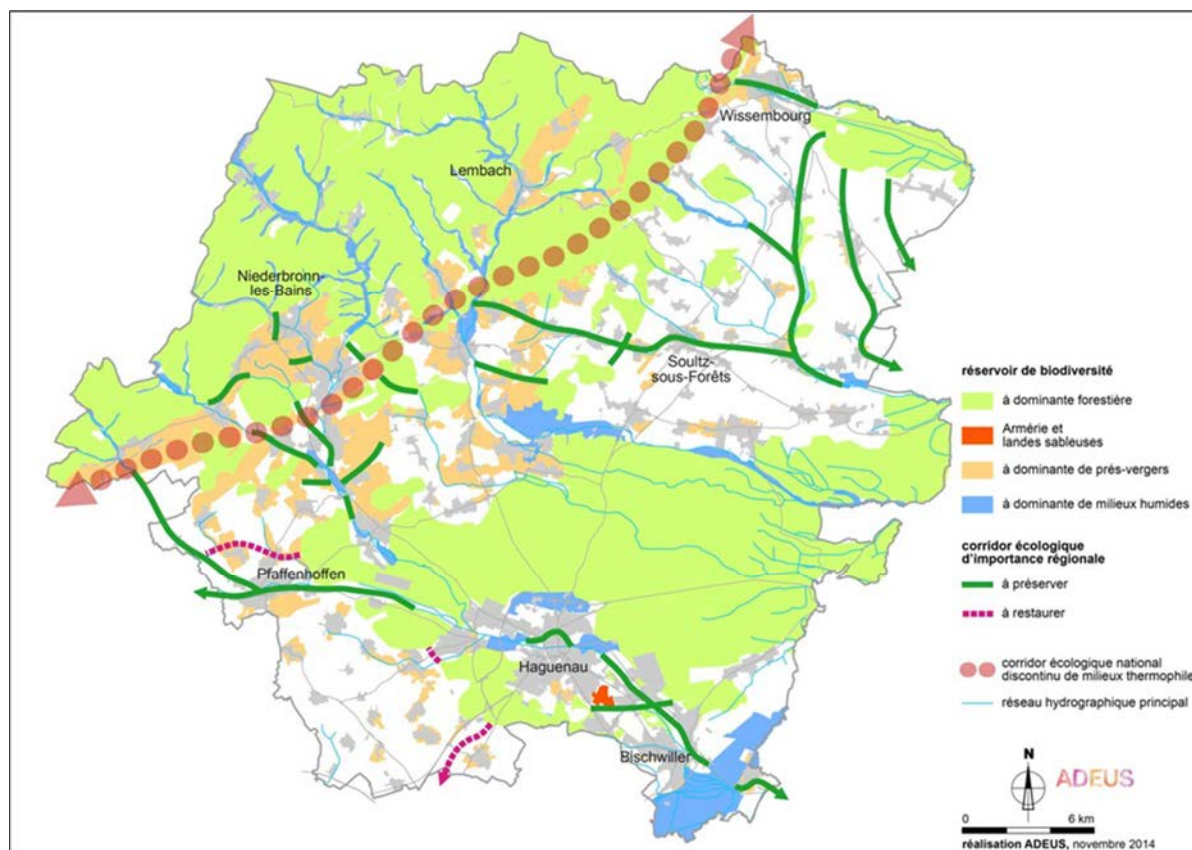 Wissembourg
Lembach
Niederbronn-
les-Bains
Soultz-
sous-Forêts
Pfaffenhoffen
Haguenau
Bischwiller
réservoir de biodiversité
à dominante forestière
Armérie et
landes sableuses
à dominante de prés-vergers
à dominante de milieux humides
corridor écologique
d'importance régionale
à préserver
à restaurer
corridor écologique national
discontinu de milieux thermophile
réseau hydrographique principal
N
ADEUS
0 6 km
réalisation ADEUS, novembre 2014